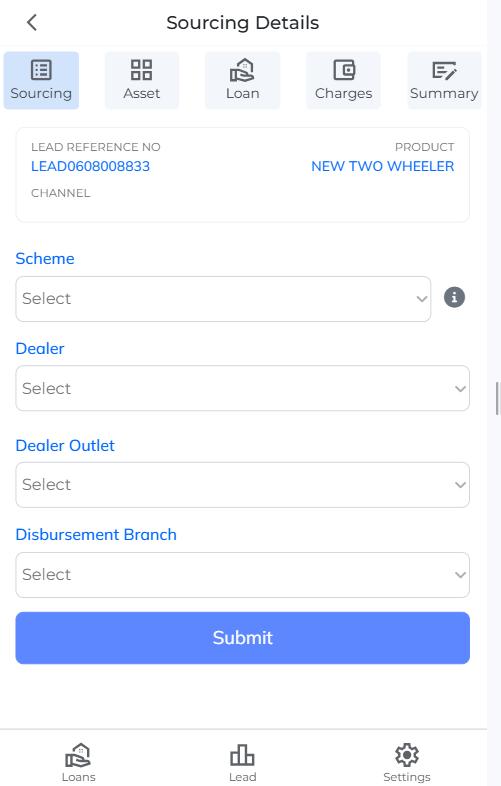 Sourcing Details
Sourcing Asset Loan Charges Summary
LEAD REFERENCE NO PRODUCT
LEAD0608008833 NEW TWO WHEELER
CHANNEL
Scheme
Select
Dealer
Select
Dealer Outlet
Select
Disbursement Branch
Select
Submit
Loans Lead Settings